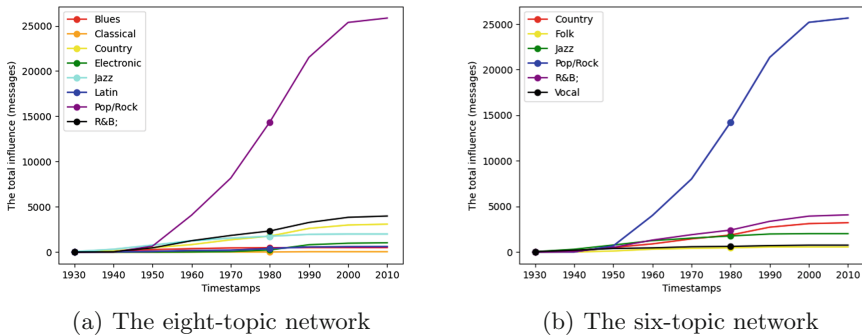 Blues
Classical
Country
Electronic
Jazz
Latin
Pop/Rock
R&B;
25000
20000
15000
10000
5000
0
The total influence (messages)
1930 1940 1950 1960 1970 1980 1990 2000 2010
Timestamps
(a) The eight-topic network
Country
Folk
Jazz
Pop/Rock
R&B;
Vocal
25000
20000
15000
10000
5000
0
The total influence (messages)
1930 1940 1950 1960 1970 1980 1990 2000 2010
Timestamps
(b) The six-topic network